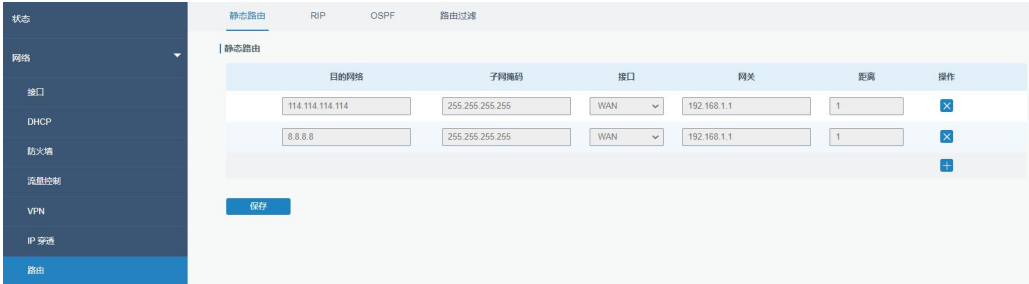 状态
网络
接口
DHCP
防火墙
流量控制
VPN
IP 穿透
路由
静态路由 RIP OSPF 路由过滤
静态路由
目的网络 子网掩码 接口 网关 距离 操作
114.114.114.114 255.255.255.255 WAN 192.168.1.1 1
8.8.8.8 255.255.255.255 WAN 192.168.1.1 1
保存